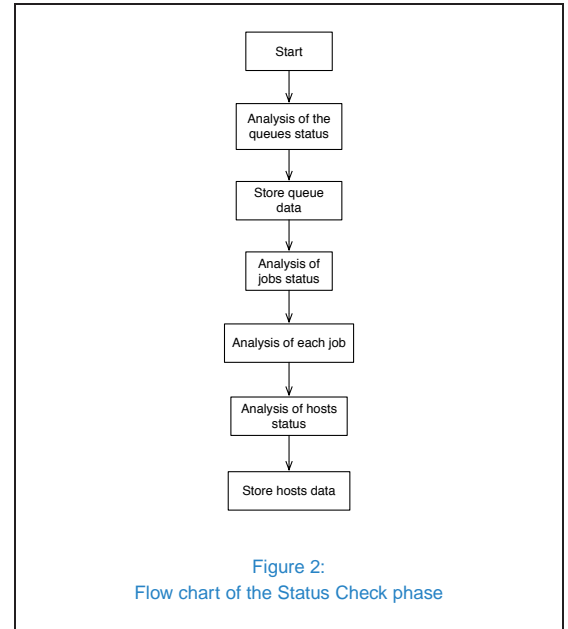 Start
Analysis of the
queues status
Store queue
data
Analysis of
jobs status
Analysis of each job
Analysis of hosts
status
Store hosts data
Figure 2:
Flow chart of the Status Check phase